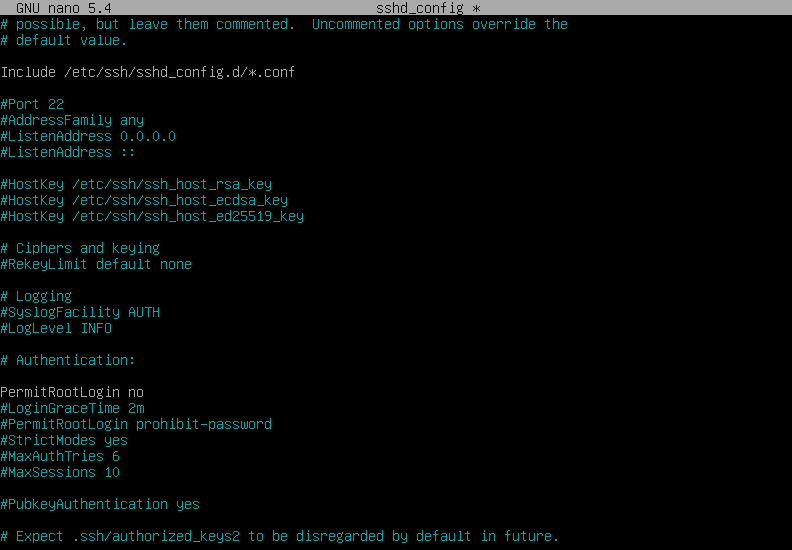 GNU nano 5.4 sshd_config *
# possible, but leave them commented.  Uncommented options override the
# default value.
Include /etc/ssh/sshd_config.d/*.conf
#Port 22
#AddressFamily any
#ListenAddress 0.0.0.0
#ListenAddress ::
#HostKey /etc/ssh/ssh_host_rsa_key
#HostKey /etc/ssh/ssh_host_ecdsa_key
#HostKey /etc/ssh/ssh_host_ed25519_key
# Ciphers and keying
#RekeyLimit default none
# Logging
#SyslogFacility AUTH
#LogLevel INFO
# Authentication:
PermitRootLogin no
#LoginGraceTime 2m
#PermitRootLogin prohibit-password
#StrictModes yes
#MaxAuthTries 6
#MaxSessions 10
#PubkeyAuthentication yes
# Expect .ssh/authorized_keys2 to be disregarded by default in future.